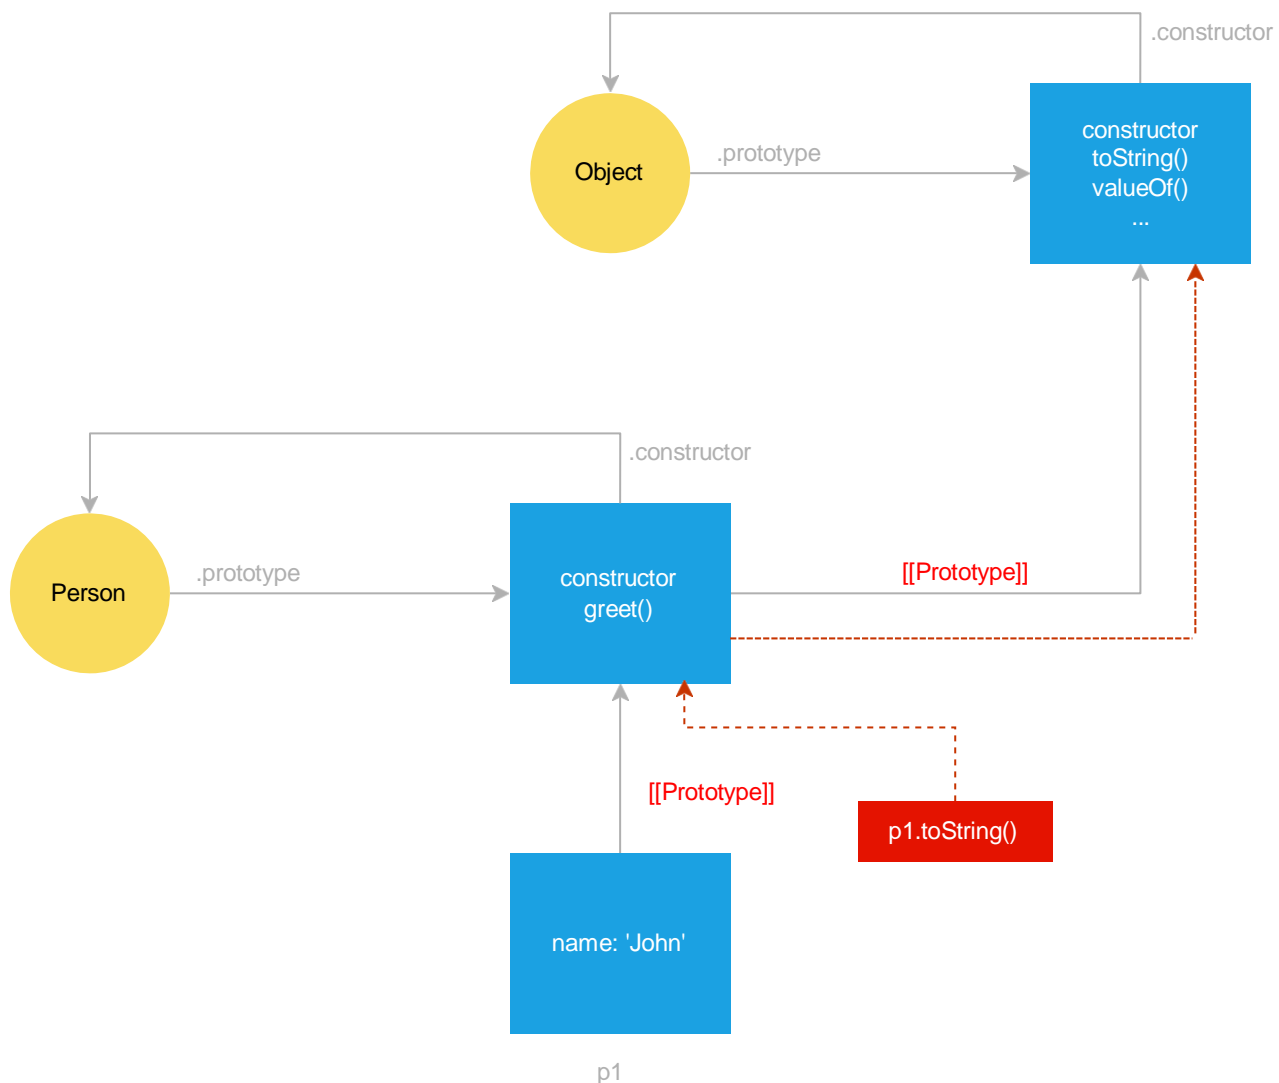 .constructor
Object
.prototype
constructor
toString()
valueOf()
...
.constructor
Person
.prototype
constructor
greet()
[[Prototype]]
[[Prototype]]
p1.toString()
name: 'John'
p1